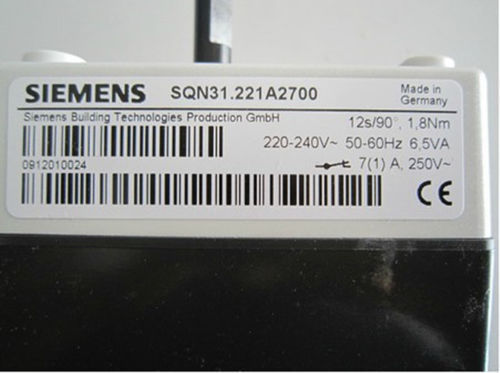 SIEMENS SQN31.221A2700 Made in
Germany
Siemens Building Technologies Production GmbH
12s/90°, 1,8Nm
220-240V~ 50-60Hz 6,5VA
0912010024
7(1) A, 250V~
CE